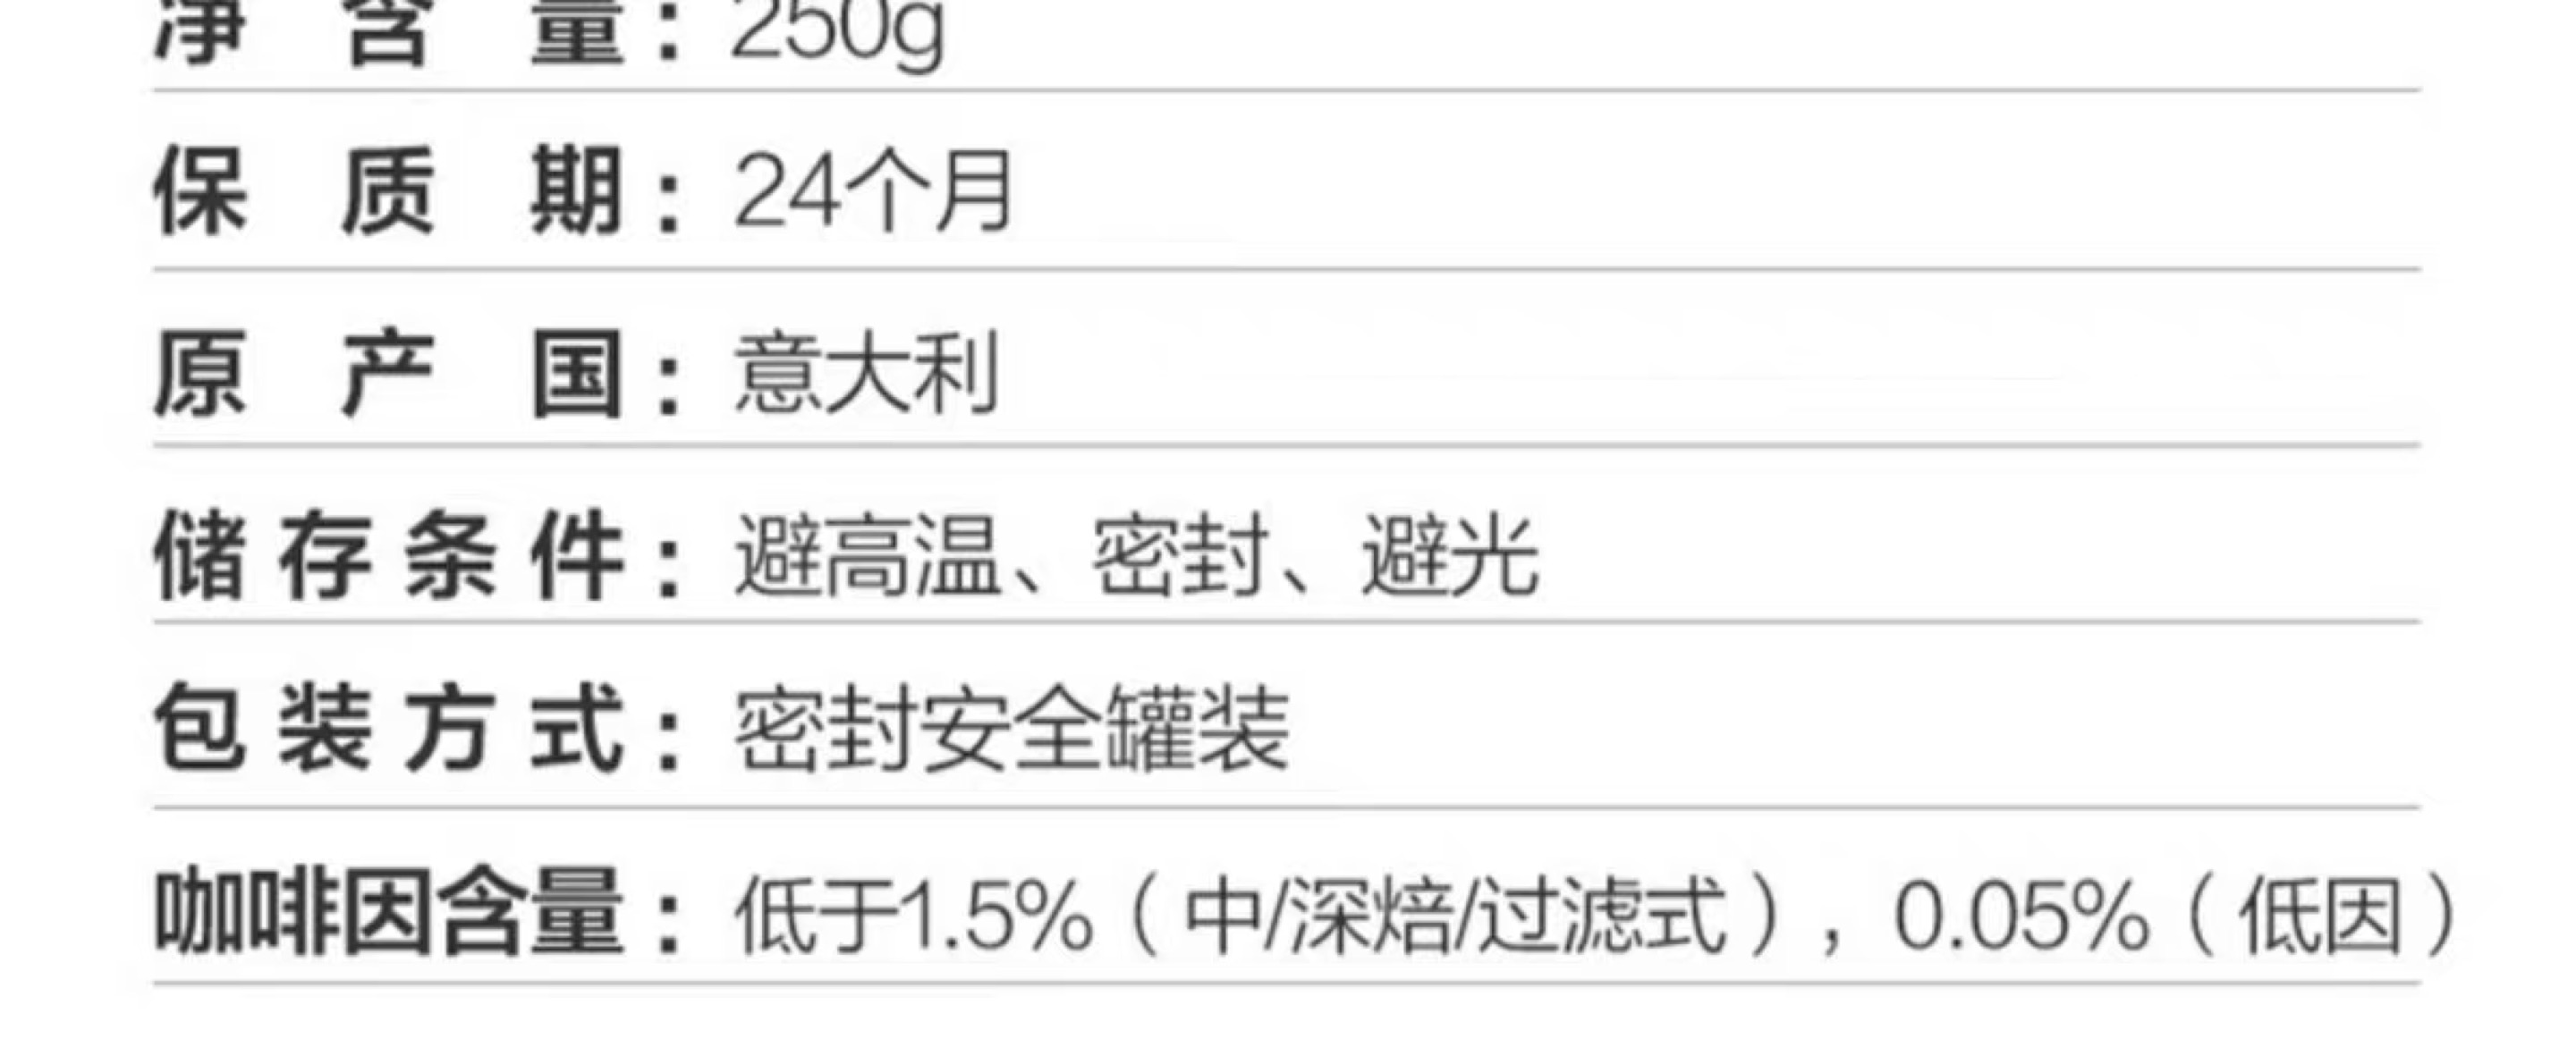 净含量：250g
保质期：24个月
原产国：意大利
储存条件：避高温、密封、避光
包装方式：密封安全罐装
咖啡因含量：低于1.5%（中/深焙/过滤式），0.05%（低因）